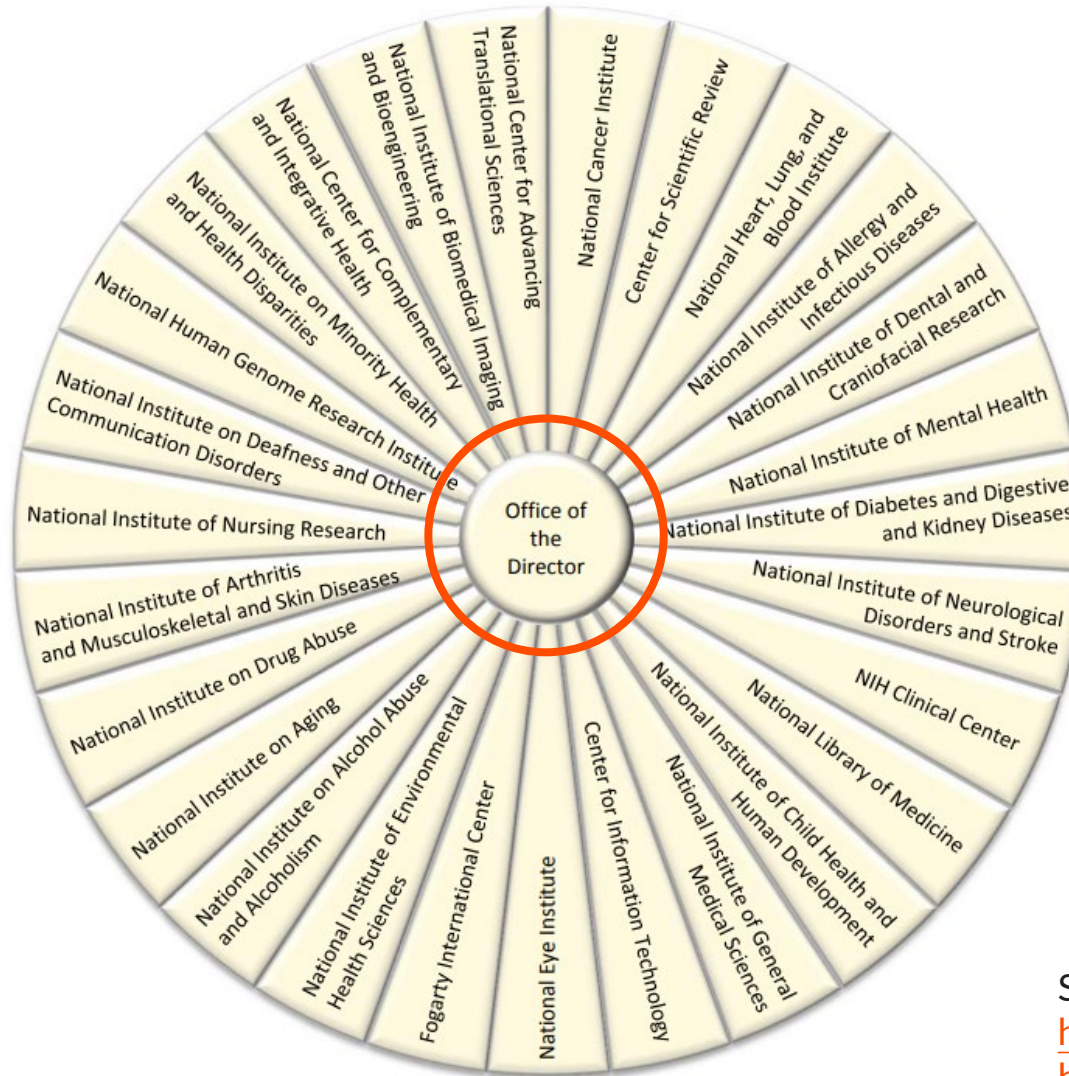 National Cancer Institute
Center for Scientific Review
National Heart, Lung, and
Blood Institute
National Institute of Allergy and
Infectious Diseases
National Institute of Dental and
Craniofacial Research
National Institute of Mental Health
National Institute of Diabetes and Digestive
and Kidney Diseases
National Institute of Neurological
Disorders and Stroke
NIH Clinical Center
National Library of Medicine
National Institute of Child Health and
Human Development
National Institute of General
Medical Sciences
Center for Information Technology
National Eye Institute
Fogarty International Center
National Institute of Environmental
Health Sciences
National Institute on Alcohol Abuse
and Alcoholism
National Institute on Aging
National Institute on Drug Abuse
National Institute of Arthritis
and Musculoskeletal and Skin Diseases
National Institute of Nursing Research
National Institute on Deafness and Other
Communication Disorders
National Human Genome Research Institute
National Institute on Minority Health
and Health Disparities
National Center for Complementary
and Integrative Health
National Institute of Biomedical Imaging
and Bioengineering
National Center for Advancing
Translational Sciences
Office of
the
Director